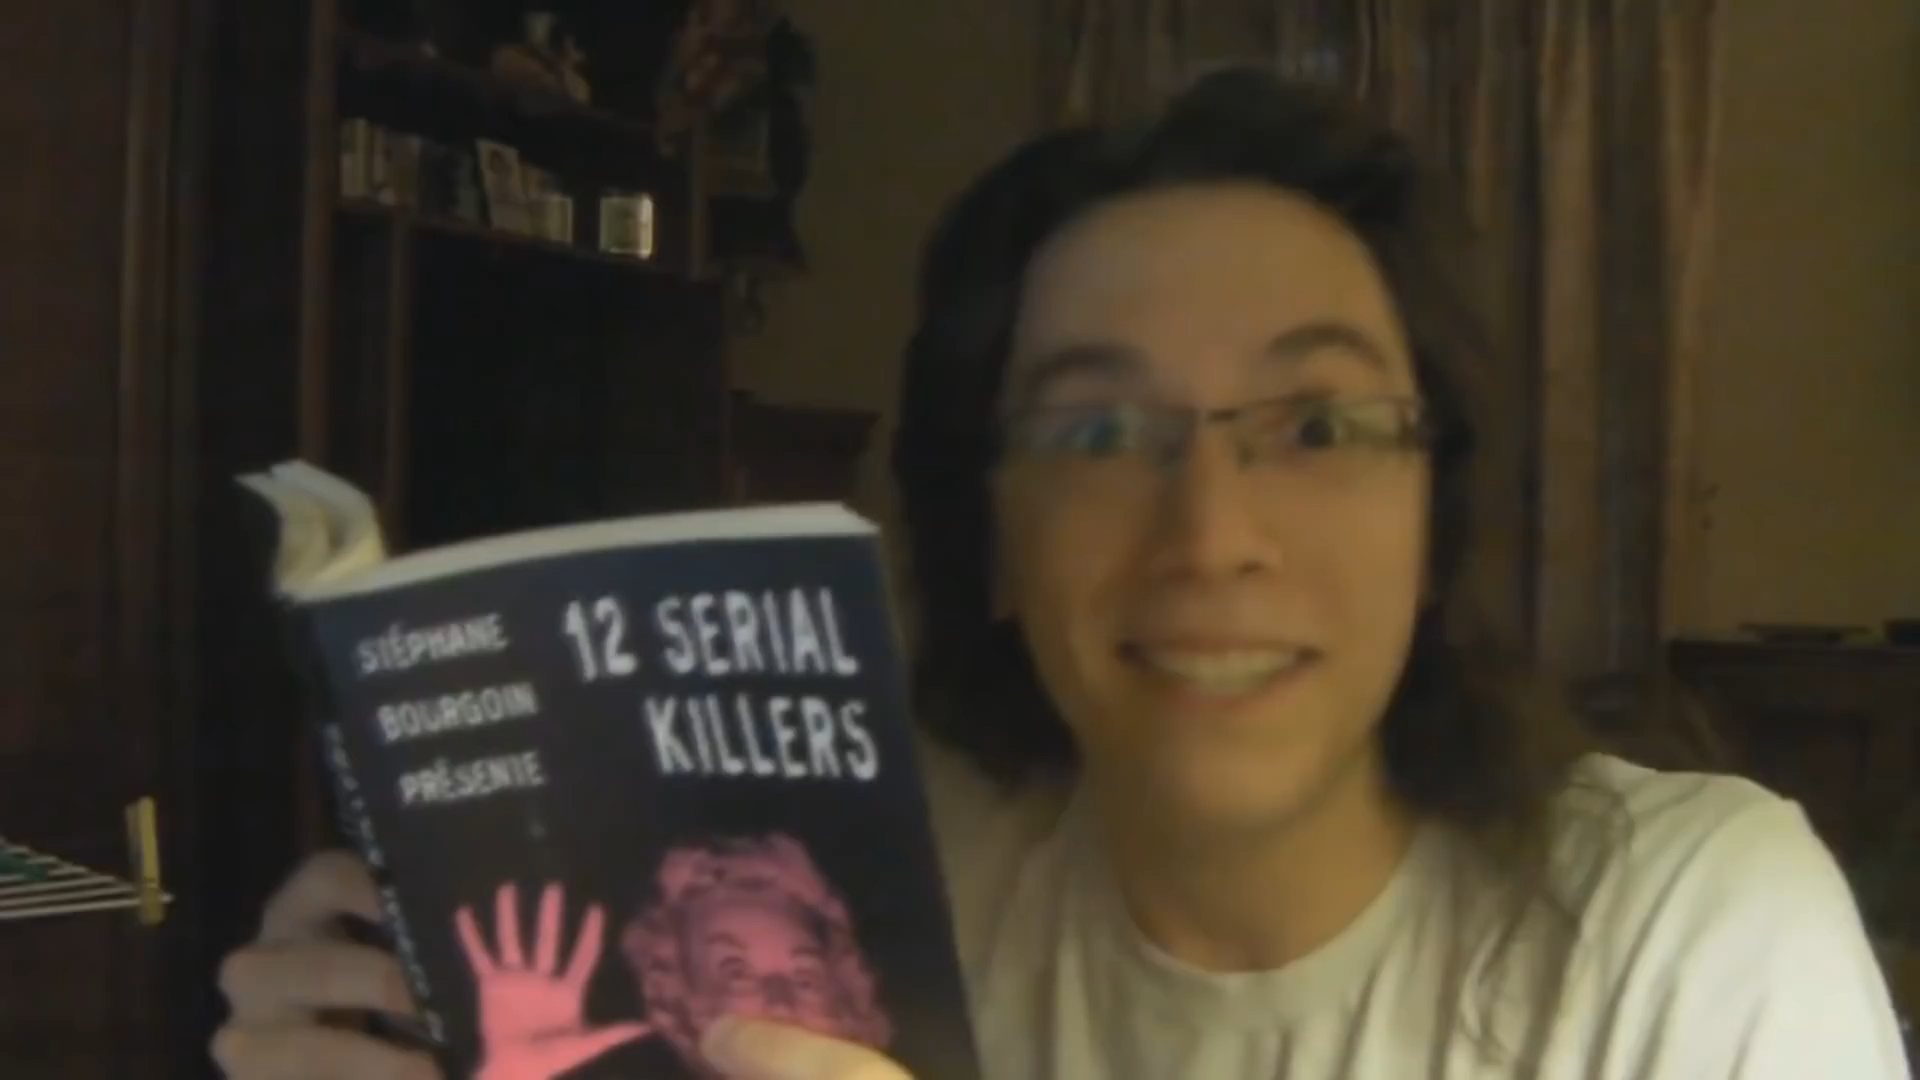 STÉPHANE
BOURGOIN
PRÉSENTE
12 SERIAL
KILLERS